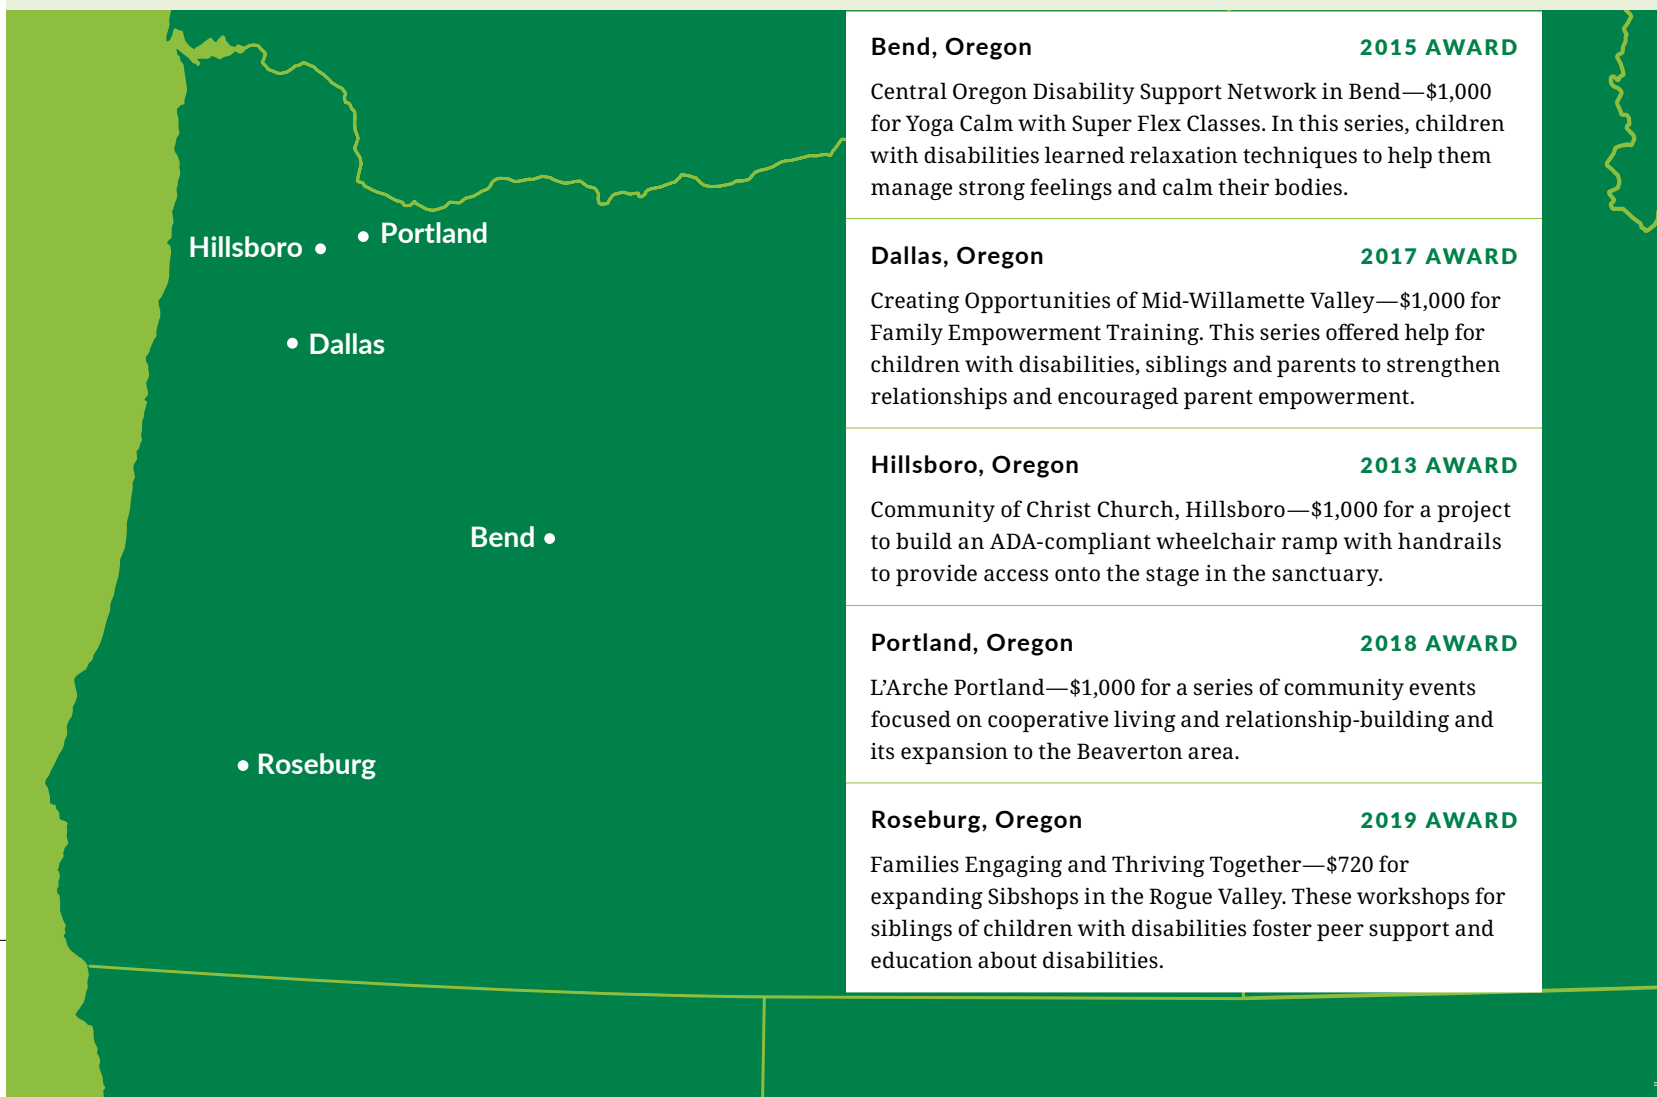 Hillsboro
Portland
Dallas
Bend
Roseburg
Bend, Oregon 2015 AWARD
Central Oregon Disability Support Network in Bend—$1,000
for Yoga Calm with Super Flex Classes. In this series, children
with disabilities learned relaxation techniques to help them
manage strong feelings and calm their bodies.
Dallas, Oregon 2017 AWARD
Creating Opportunities of Mid-Willamette Valley—$1,000 for
Family Empowerment Training. This series offered help for
children with disabilities, siblings and parents to strengthen
relationships and encouraged parent empowerment.
Hillsboro, Oregon 2013 AWARD
Community of Christ Church, Hillsboro—$1,000 for a project
to build an ADA-compliant wheelchair ramp with handrails
to provide access onto the stage in the sanctuary.
Portland, Oregon 2018 AWARD
L’Arche Portland—$1,000 for a series of community events
focused on cooperative living and relationship-building and
its expansion to the Beaverton area.
Roseburg, Oregon 2019 AWARD
Families Engaging and Thriving Together—$720 for
expanding Sibshops in the Rogue Valley. These workshops for
siblings of children with disabilities foster peer support and
education about disabilities.